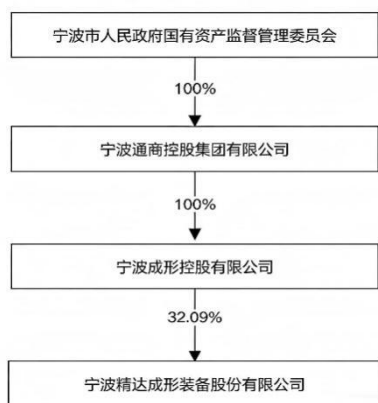 宁波市人民政府国有资产监督管理委员会
100%
宁波通商控股集团有限公司
100%
宁波成形控股有限公司
32.09%
宁波精达成形装备股份有限公司